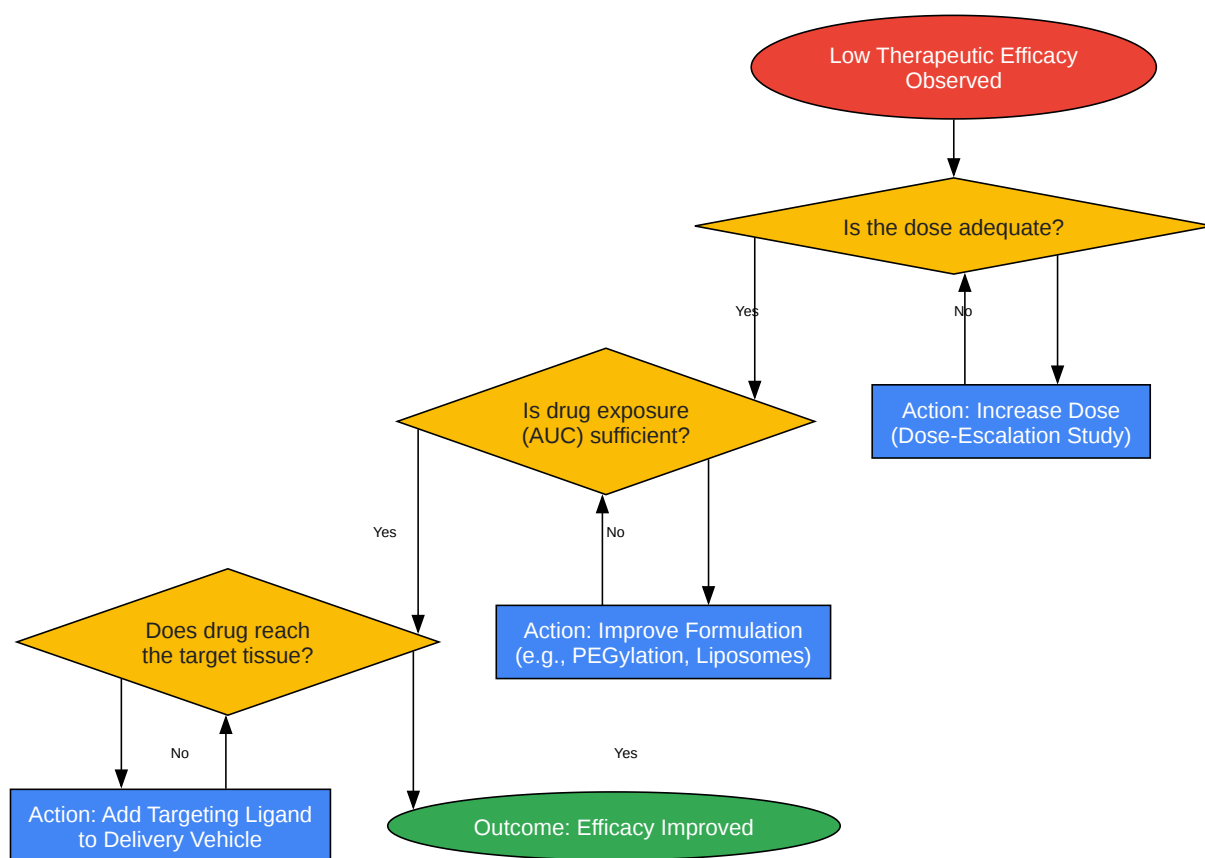 Low Therapeutic Efficacy
Observed
Is the dose adequate?
Yes
No
Action: Increase Dose
(Dose-Escalation Study)
Is drug exposure
(AUC) sufficient?
Yes
No
Action: Improve Formulation
(e.g., PEGylation, Liposomes)
Does drug reach
the target tissue?
No
Yes
Action: Add Targeting Ligand
to Delivery Vehicle
Outcome: Efficacy Improved